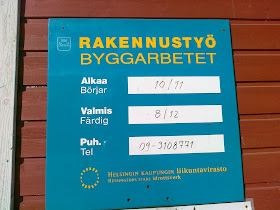 RAKENNUSTYÖ
BYGGARBETET
Alkaa
Börjar
10/11
Valmis
Färdig
8/12
Puh.
Tel
09-3108771
HELSINGIN KAUPUNGIN liikuntavirasto
HELSINGFORS STADS idrottsverk